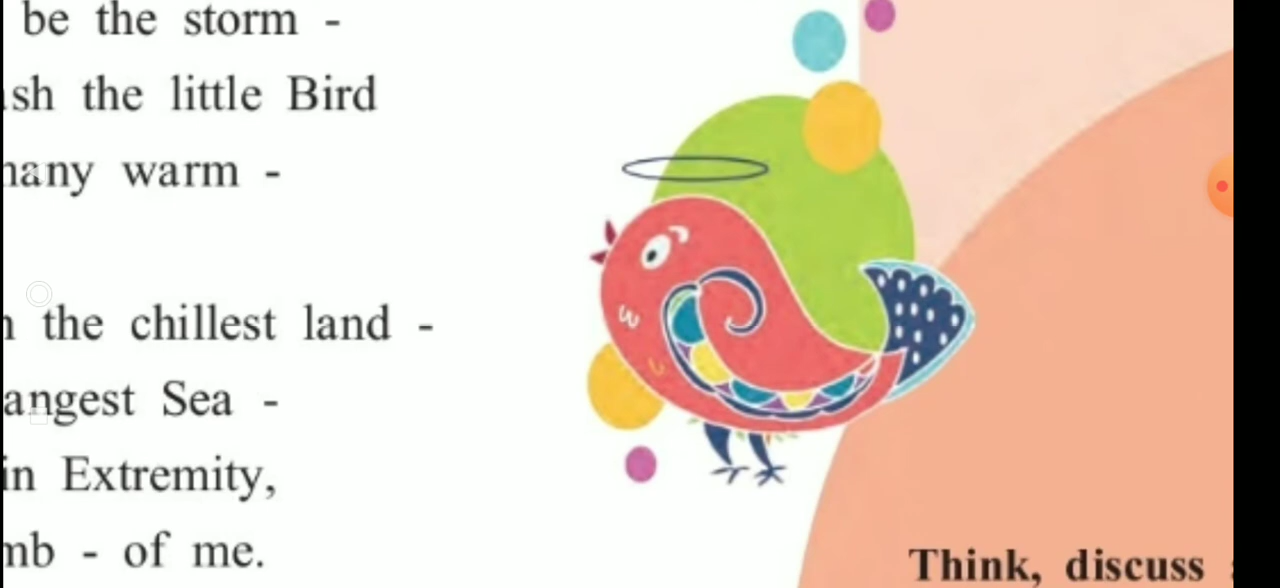 be the storm -
sh the little Bird
any warm -
the chillest land -
angest Sea -
in Extremity,
mb - of me.
Think, discuss